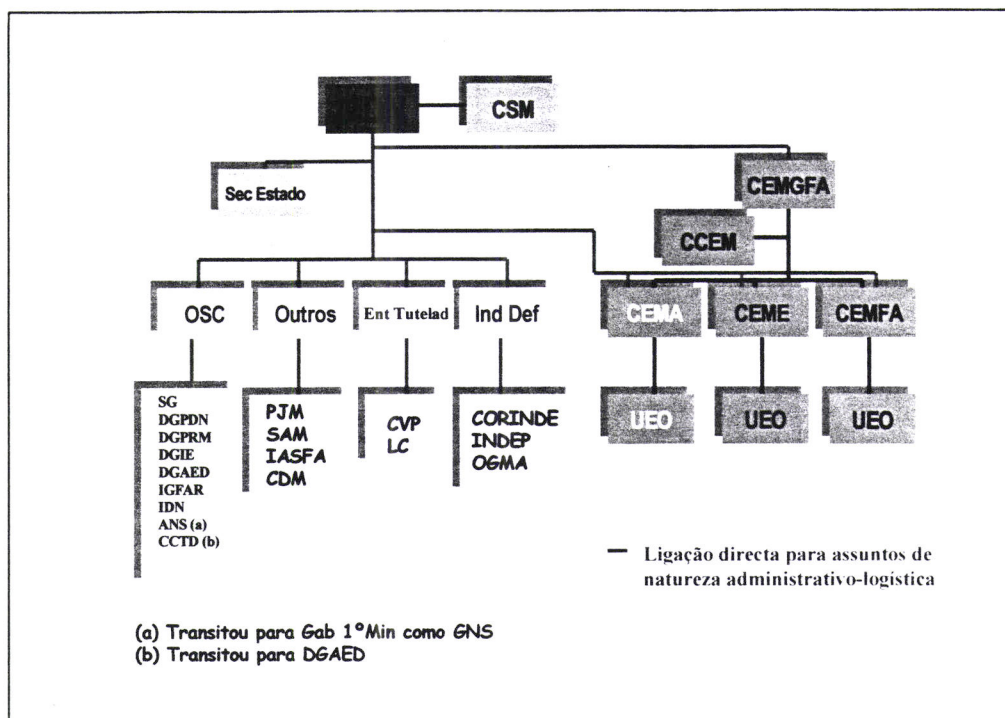 CSM
Sec Estado
CEMGFA
CCEM
OSC
Outros
Ent Tutelad
Ind Def
CEMA
CEME
CEMFA
SG
DGPDN
DGPRM
DGIE
DGAED
IGFAR
IDN
ANS (a)
CCTD (b)
PJM
SAM
IASFA
CDM
CVP
LC
CORINDE
INDEP
OGMA
UEO
UEO
UEO
Ligação directa para assuntos de
natureza administrativo-logística
(a) Transitou para Gab 1ºMin como GNS
(b) Transitou para DGAED